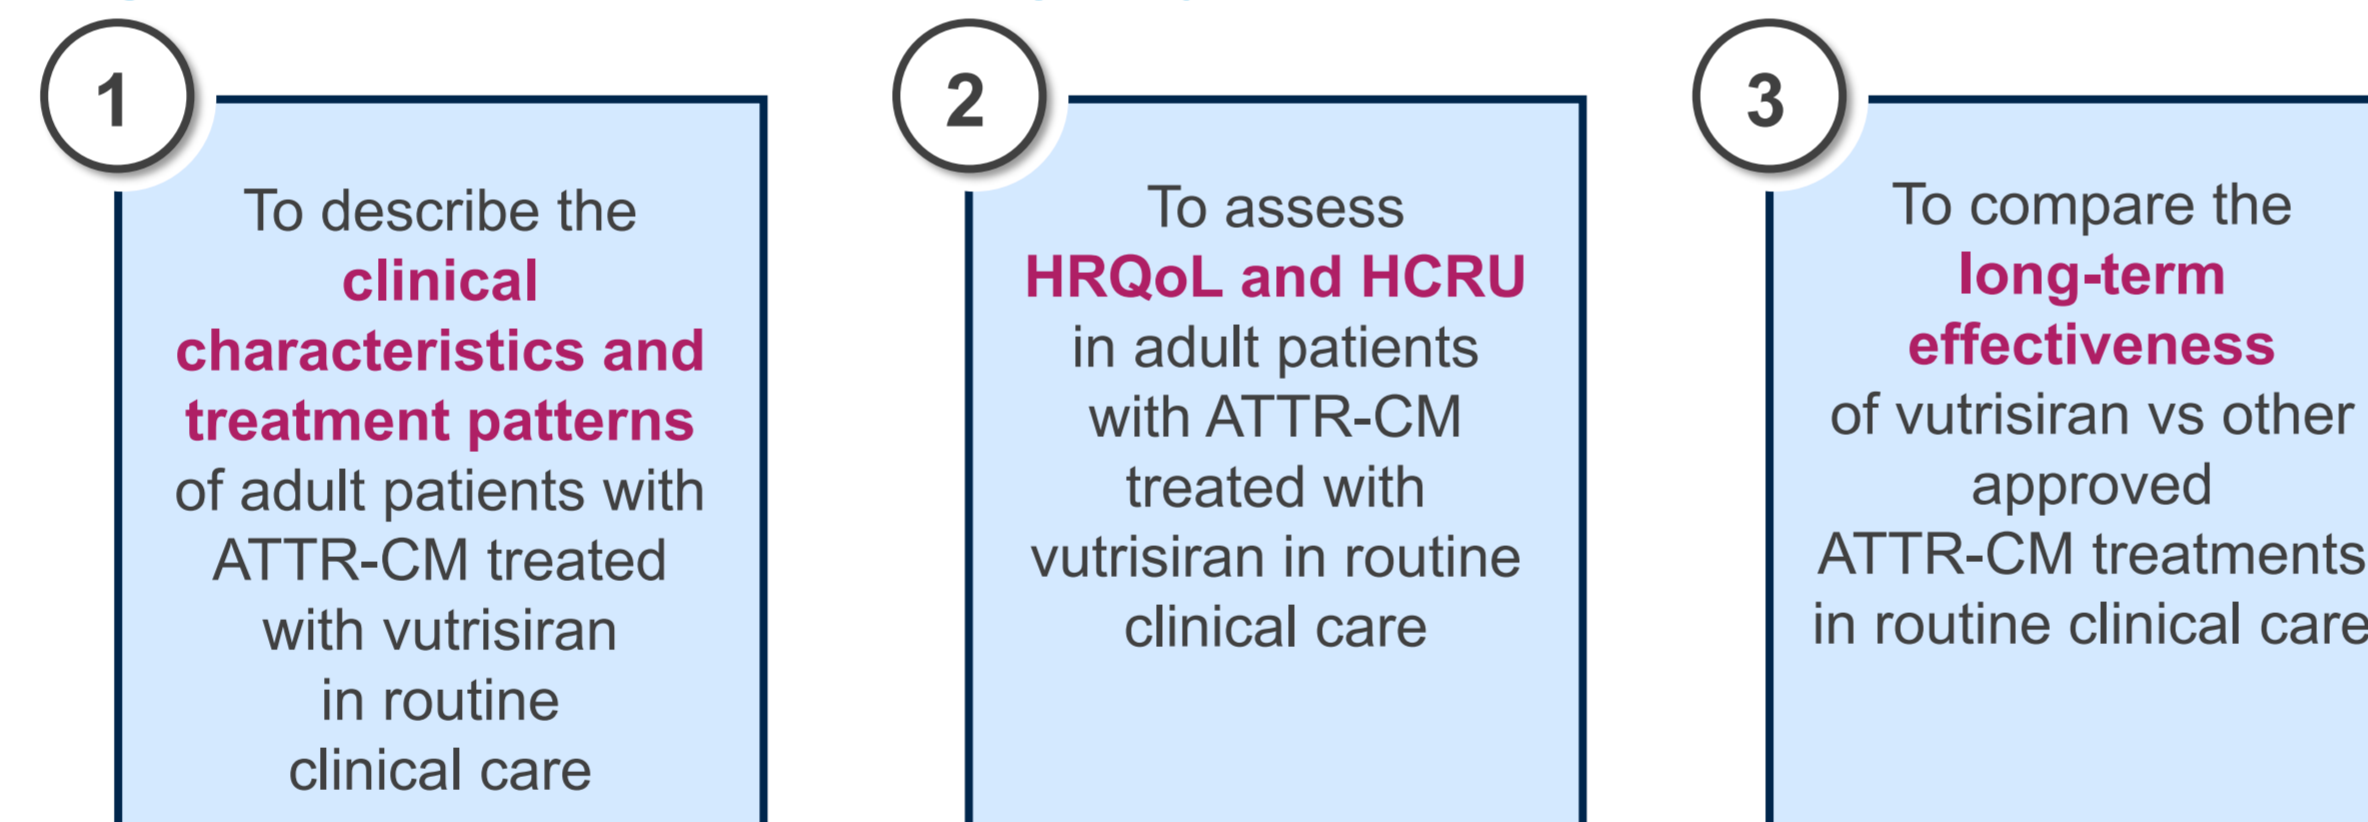 1
To describe the
clinical
characteristics and
treatment patterns
of adult patients with
ATTR-CM treated
with vutrisiran
in routine
clinical care
2
To assess
HRQoL and HCRU
in adult patients
with ATTR-CM
treated with
vutrisiran in routine
clinical care
3
To compare the
long-term
effectiveness
of vutrisiran vs other
approved
ATTR-CM treatments
in routine clinical care